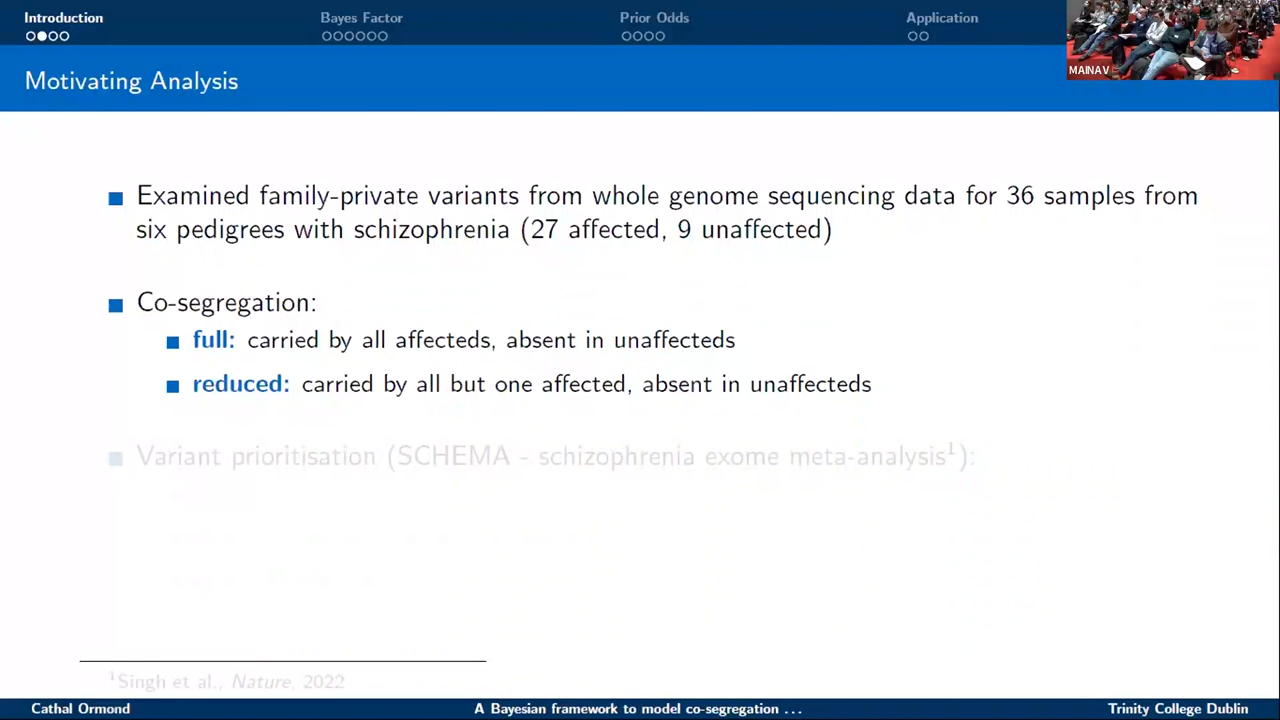 Introduction
Bayes Factor
Prior Odds
Application
MAINAV
Motivating Analysis
Examined family-private variants from whole genome sequencing data for 36 samples from
six pedigrees with schizophrenia (27 affected, 9 unaffected)
Co-segregation:
full: carried by all affecteds, absent in unaffecteds
reduced: carried by all but one affected, absent in unaffecteds
Variant prioritisation (SCHEMA - schizophrenia exome meta-analysis¹):
¹Singh et al., Nature, 2022
Cathal Ormond
A Bayesian framework to model co-segregation ...
Trinity College Dublin